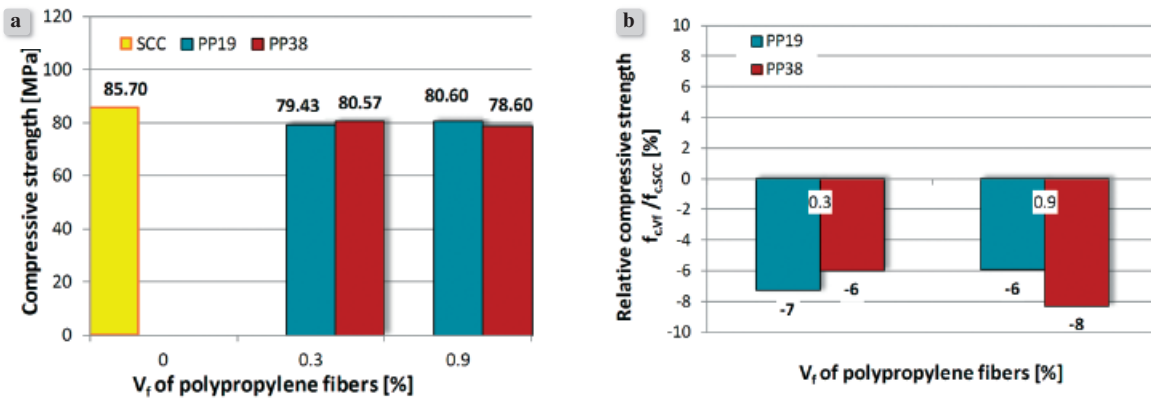 a
120
100
80
60
40
20
0
Compressive strength [MPa]
SCC PP19 PP38
85.70
79.43 80.57
80.60 78.60
0 0.3 0.9
Vf of polypropylene fibers [%]
b
10
8
6
4
2
0
-2
-4
-6
-8
-10
Relative compressive strength
fc,Vf /fc,SCC [%]
PP19
PP38
0.3 0.9
-7 -6 -6 -8
Vf of polypropylene fibers [%]